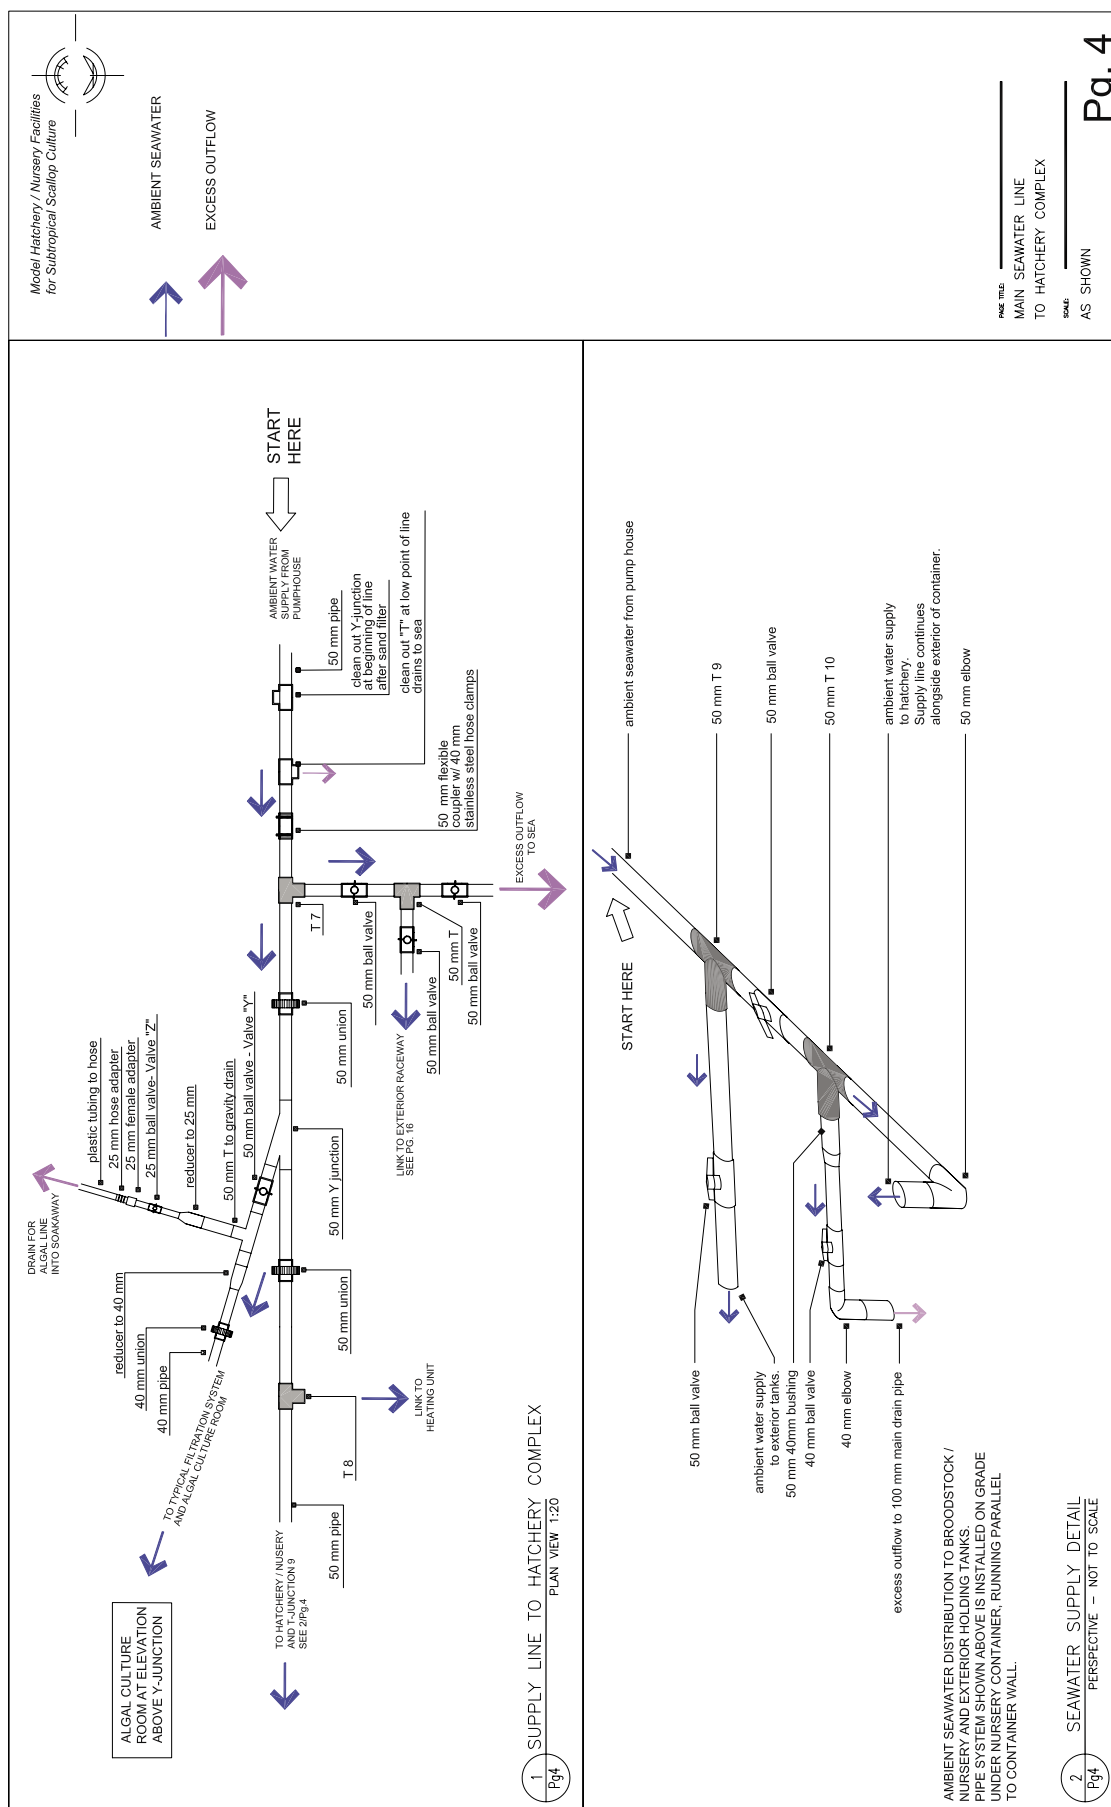 Model Hatchery / Nursery Facilities
for Subtropical Scallop Culture
AMBIENT SEAWATER
EXCESS OUTFLOW
PAGE TITLE:
MAIN SEAWATER LINE
TO HATCHERY COMPLEX
SCALE:
AS SHOWN
Pg. 4
START
HERE
AMBIENT WATER
SUPPLY FROM
PUMPHOUSE
50 mm pipe
clean out Y-junction
at beginning of line
after sand filter
clean out "T" at low point of line
drains to sea
50 mm flexible
coupler w/ 40 mm
stainless steel hose clamps
EXCESS OUTFLOW
TO SEA
T 7
50 mm ball valve
50 mm T
50 mm ball valve
50 mm ball valve
LINK TO EXTERIOR RACEWAY
SEE PG. 16
50 mm union
50 mm Y junction
50 mm union
plastic tubing to hose
25 mm hose adapter
25 mm female adapter
25 mm ball valve- Valve "Z"
reducer to 25 mm
50 mm T to gravity drain
50 mm ball valve - Valve "Y"
DRAIN FOR
ALGAL LINE
INTO SOAKAWAY
reducer to 40 mm
40 mm union
40 mm pipe
TO TYPICAL FILTRATION SYSTEM
AND ALGAL CULTURE ROOM
LINK TO
HEATING UNIT
T 8
50 mm pipe
TO HATCHERY / NUSERY
AND T-JUNCTION 9
SEE 2/Pg.4
ALGAL CULTURE
ROOM AT ELEVATION
ABOVE Y-JUNCTION
1
Pg4
SUPPLY LINE TO HATCHERY COMPLEX
PLAN VIEW 1:20
ambient seawater from pump house
START HERE
50 mm T 9
50 mm ball valve
50 mm T 10
ambient water supply
to hatchery.
Supply line continues
alongside exterior of container.
50 mm elbow
50 mm ball valve
ambient water supply
to exterior tanks.
50 mm 40mm bushing
40 mm ball valve
40 mm elbow
excess outflow to 100 mm main drain pipe
AMBIENT SEAWATER DISTRIBUTION TO BROODSTOCK /
NURSERY AND EXTERIOR HOLDING TANKS.
PIPE SYSTEM SHOWN ABOVE IS INSTALLED ON GRADE
UNDER NURSERY CONTAINER, RUNNING PARALLEL
TO CONTAINER WALL.
2
Pg4
SEAWATER SUPPLY DETAIL
PERSPECTIVE - NOT TO SCALE